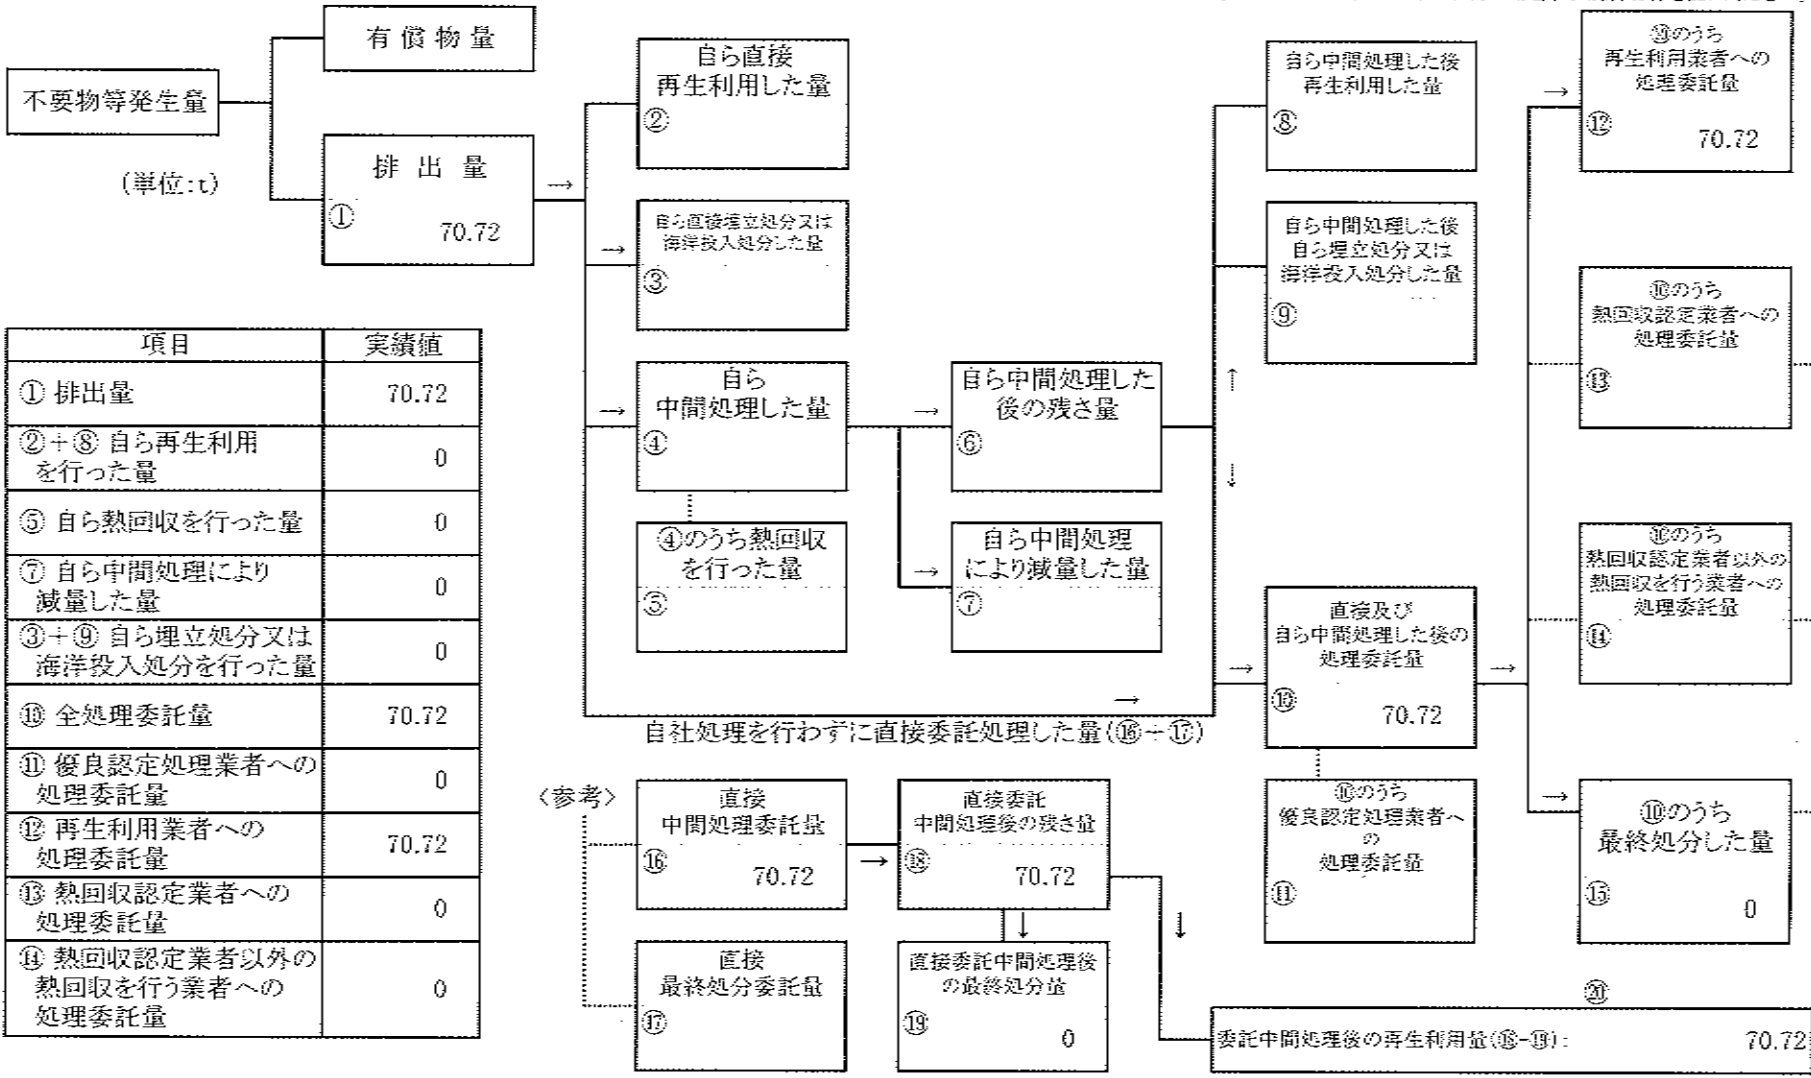 有償物量
不要物等発生量
(単位:t)
排出量
①
70.72
項目
実績値
① 排出量
70.72
②+⑧ 自ら再生利用
を行った量
0
⑤ 自ら熱回収を行った量
0
⑦ 自ら中間処理により
減量した量
0
③+⑨ 自ら埋立処分又は
海洋投入処分を行った量
0
⑩ 全処理委託量
70.72
⑪ 優良認定処理業者への
処理委託量
0
⑫ 再生利用業者への
処理委託量
70.72
⑬ 熱回収認定業者への
処理委託量
0
⑭ 熱回収認定業者以外の
熱回収を行う業者への
処理委託量
0
→
自ら直接
再生利用した量
②
→
自ら直接埋立処分又は
海洋投入処分した量
③
→
自ら
中間処理した量
④
④のうち熱回収
を行った量
⑤
→
自ら中間処理した
後の残さ量
⑥
→
自ら中間処理
により減量した量
⑦
→
自社処理を行わずに直接委託処理した量(⑯+⑰)
自ら中間処理した後
再生利用した量
⑧
自ら中間処理した後
自ら埋立処分又は
海洋投入処分した量
⑨
↑
↓
→
直接及び
自ら中間処理した後の
処理委託量
⑩
70.72
⑩のうち
優良認定処理業者へ
の
処理委託量
⑪
→
→
⑩のうち
再生利用業者への
処理委託量
⑫
70.72
⑩のうち
熱回収認定業者への
処理委託量
⑬
⑩のうち
熱回収認定業者以外の
熱回収を行う業者への
処理委託量
⑭
→
⑩のうち
最終処分した量
⑮
0
〈参考〉
直接
中間処理委託量
⑯
70.72
→
直接委託
中間処理後の残さ量
⑱
70.72
↓
↓
直接
最終処分委託量
⑰
直接委託中間処理後
の最終処分量
⑲
0
⑳
委託中間処理後の再生利用量(⑱-⑲):
70.72